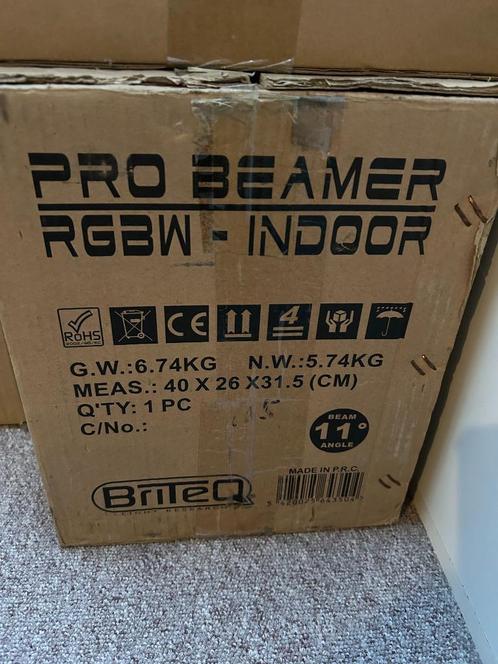 PRO BEAMER
RGBW - INDOOR
RoHS
CE
4
G.W.:6.74KG N.W.:5.74KG
MEAS.: 40 X 26 X31.5 (CM)
Q'TY: 1 PC
C/No.:
BEAM
11°
ANGLE
MADE IN P.R.C.
BRITEQ